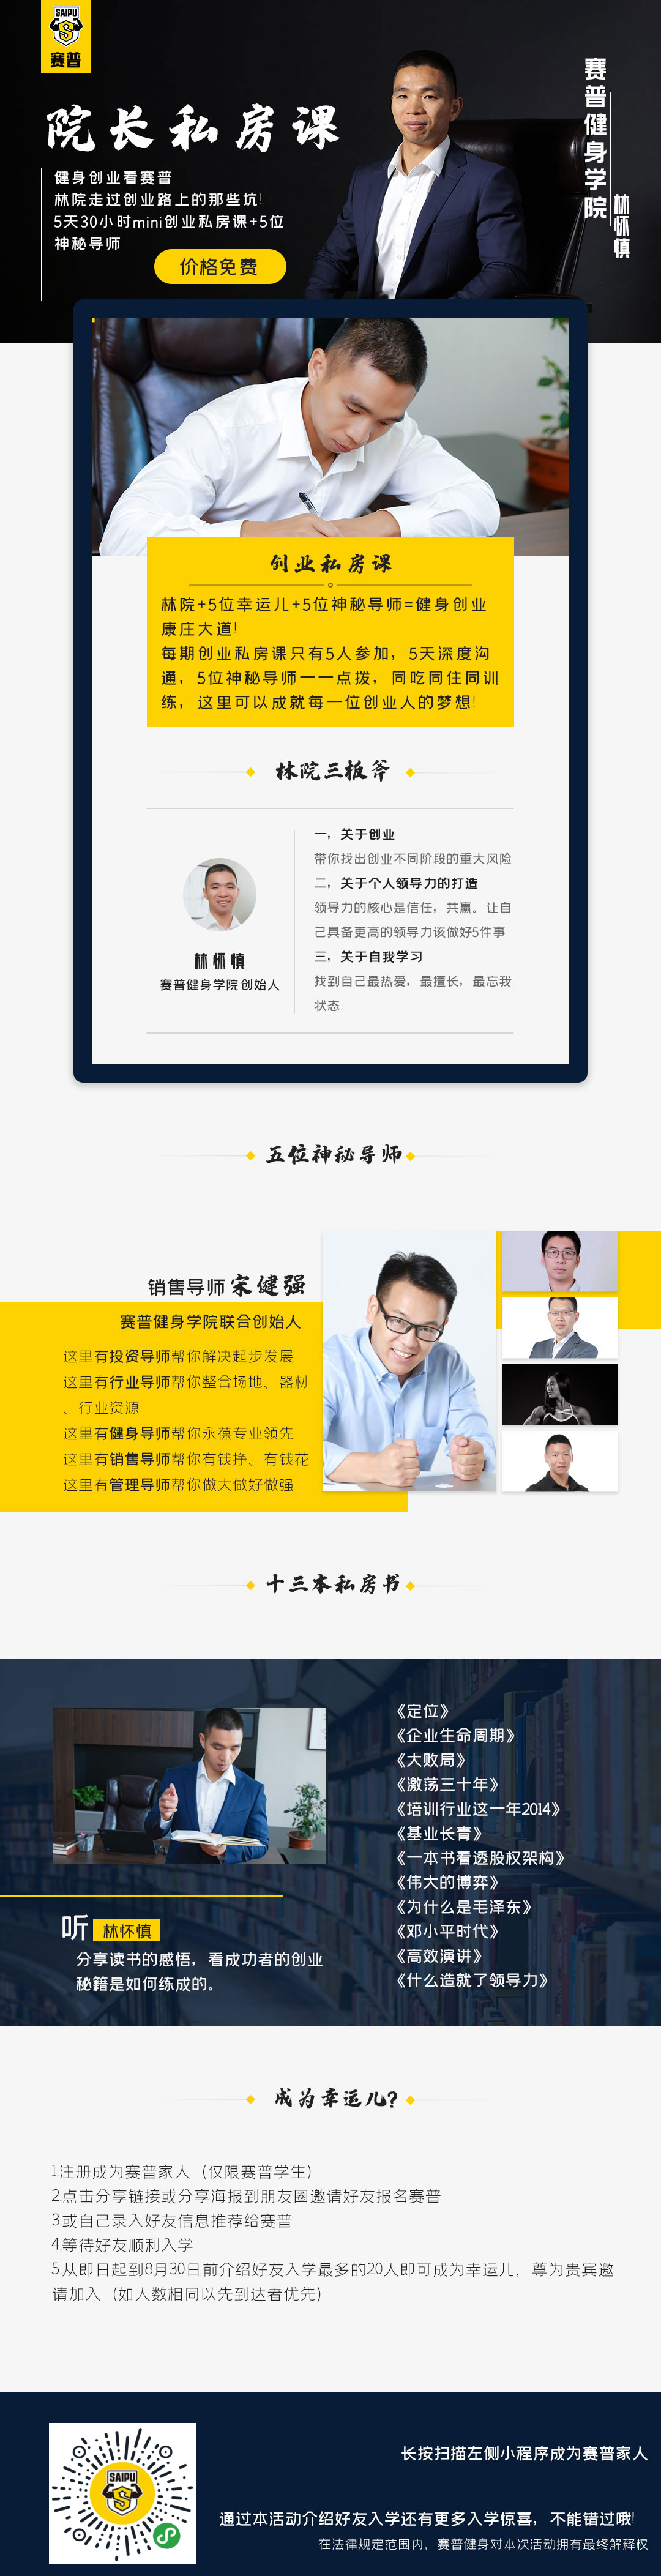 SAIPU
赛普
院长私房课
赛普健身学院
林怀慎
健身创业看赛普
林院走过创业路上的那些坑!
5天30小时mini创业私房课+5位
神秘导师
价格免费
创业私房课
林院+5位幸运儿+5位神秘导师=健身创业
康庄大道!
每期创业私房课只有5人参加，5天深度沟
通，5位神秘导师一一点拨，同吃同住同训
练，这里可以成就每一位创业人的梦想!
林院三板斧
林怀慎
赛普健身学院创始人
一，关于创业
带你找出创业不同阶段的重大风险
二，关于个人领导力的打造
领导力的核心是信任，共赢。让自
己具备更高的领导力该做好5件事
三，关于自我学习
找到自己最热爱，最擅长，最忘我
状态
五位神秘导师
销售导师 宋健强
赛普健身学院联合创始人
这里有投资导师帮你解决起步发展
这里有行业导师帮你整合场地、器材
、行业资源
这里有健身导师帮你永葆专业领先
这里有销售导师帮你有钱挣、有钱花
这里有管理导师帮你做大做好做强
十三本私房书
《定位》
《企业生命周期》
《大败局》
《激荡三十年》
《培训行业这一年2014》
《基业长青》
《一本书看透股权架构》
《伟大的博弈》
《为什么是毛泽东》
《邓小平时代》
《高效演讲》
《什么造就了领导力》
听 林怀慎
分享读书的感悟，看成功者的创业
秘籍是如何练成的。
成为幸运儿?
1.注册成为赛普家人（仅限赛普学生）
2.点击分享链接或分享海报到朋友圈邀请好友报名赛普
3.或自己录入好友信息推荐给赛普
4.等待好友顺利入学
5.从即日起到8月30日前介绍好友入学最多的20人即可成为幸运儿，尊为贵宾邀
请加入（如人数相同以先到达者优先）
SAIPU
长按扫描左侧小程序成为赛普家人
通过本活动介绍好友入学还有更多入学惊喜，不能错过哦!
在法律规定范围内，赛普健身对本次活动拥有最终解释权